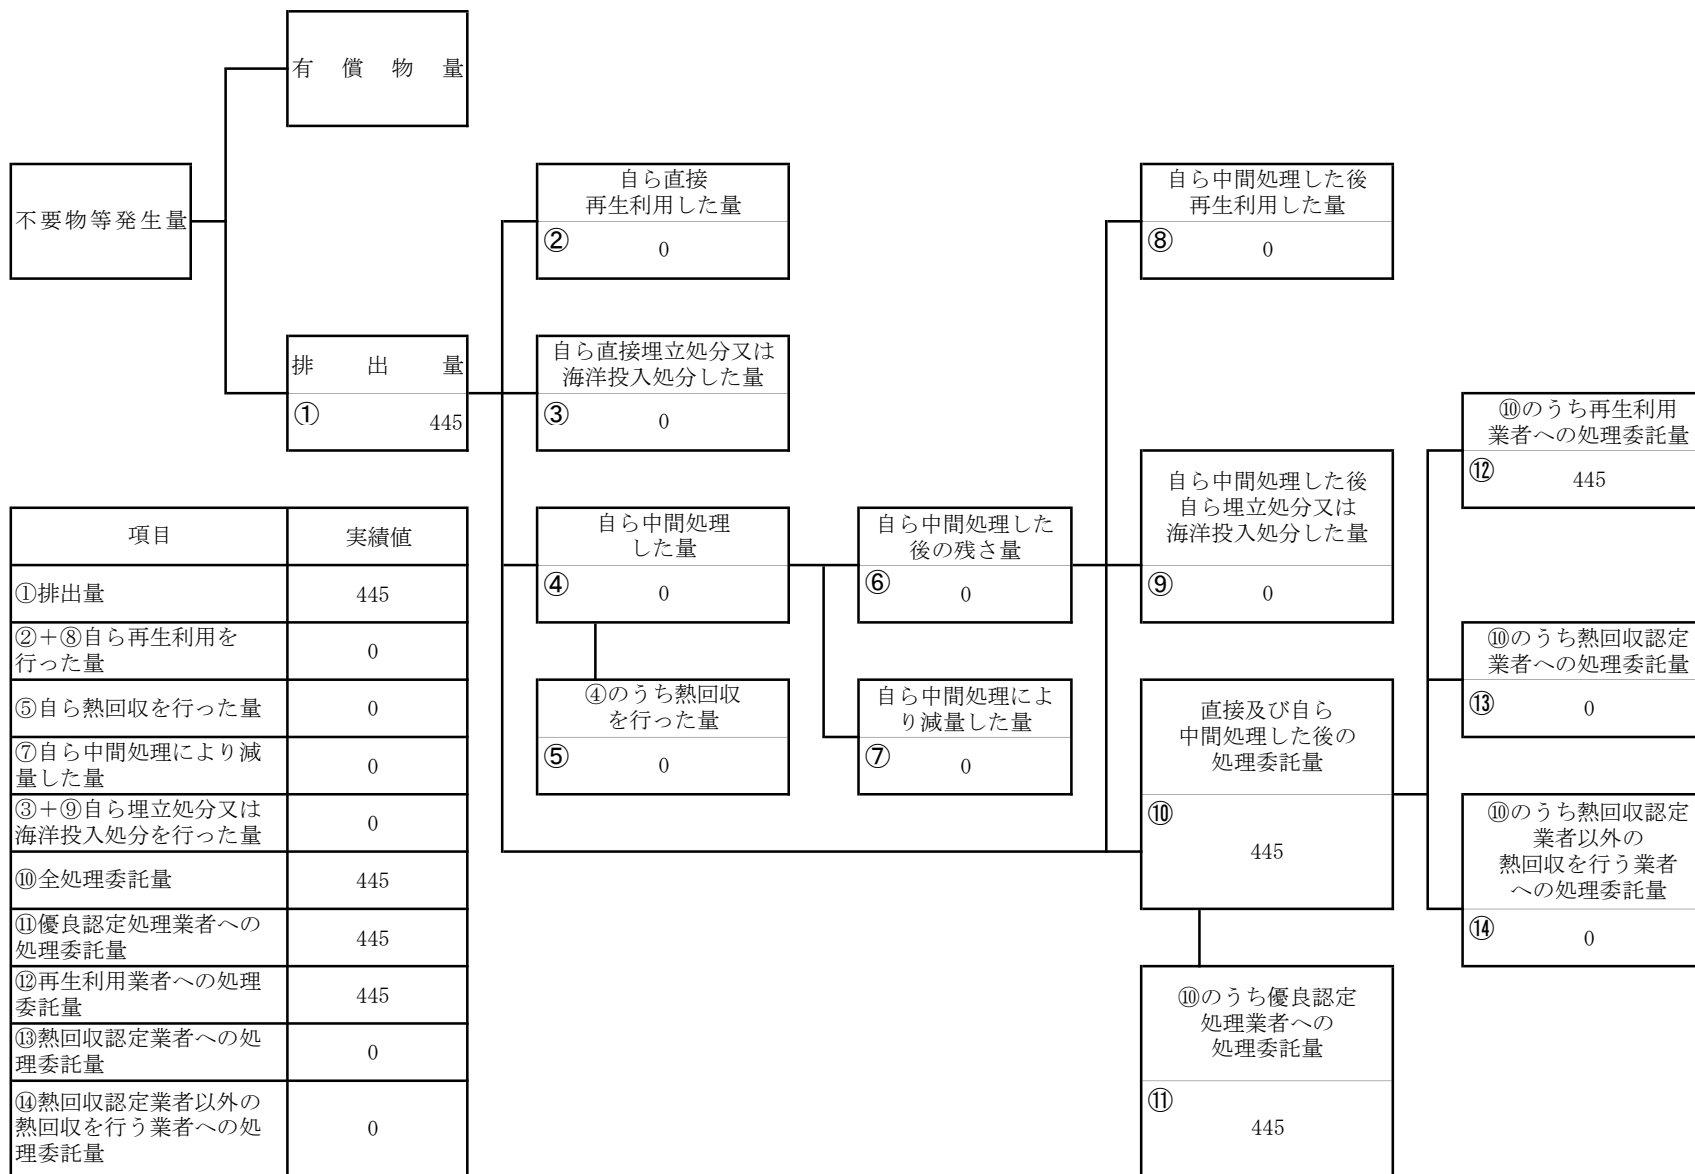 有償物量
不要物等発生量
排出量
①
445
自ら直接
再生利用した量
②
0
自ら直接埋立処分又は
海洋投入処分した量
③
0
自ら中間処理
した量
④
0
④のうち熱回収
を行った量
⑤
0
自ら中間処理した
後の残さ量
⑥
0
自ら中間処理によ
り減量した量
⑦
0
自ら中間処理した後
再生利用した量
⑧
0
自ら中間処理した後
自ら埋立処分又は
海洋投入処分した量
⑨
0
直接及び自ら
中間処理した後の
処理委託量
⑩
445
⑩のうち優良認定
処理業者への
処理委託量
⑪
445
⑩のうち再生利用
業者への処理委託量
⑫
445
⑩のうち熱回収認定
業者への処理委託量
⑬
0
⑩のうち熱回収認定
業者以外の
熱回収を行う業者
への処理委託量
⑭
0
項目 実績値
①排出量 445
②＋⑧自ら再生利用を
行った量 0
⑤自ら熱回収を行った量 0
⑦自ら中間処理により減
量した量 0
③＋⑨自ら埋立処分又は
海洋投入処分を行った量 0
⑩全処理委託量 445
⑪優良認定処理業者への
処理委託量 445
⑫再生利用業者への処理
委託量 445
⑬熱回収認定業者への処
理委託量 0
⑭熱回収認定業者以外の
熱回収を行う業者への処
理委託量 0